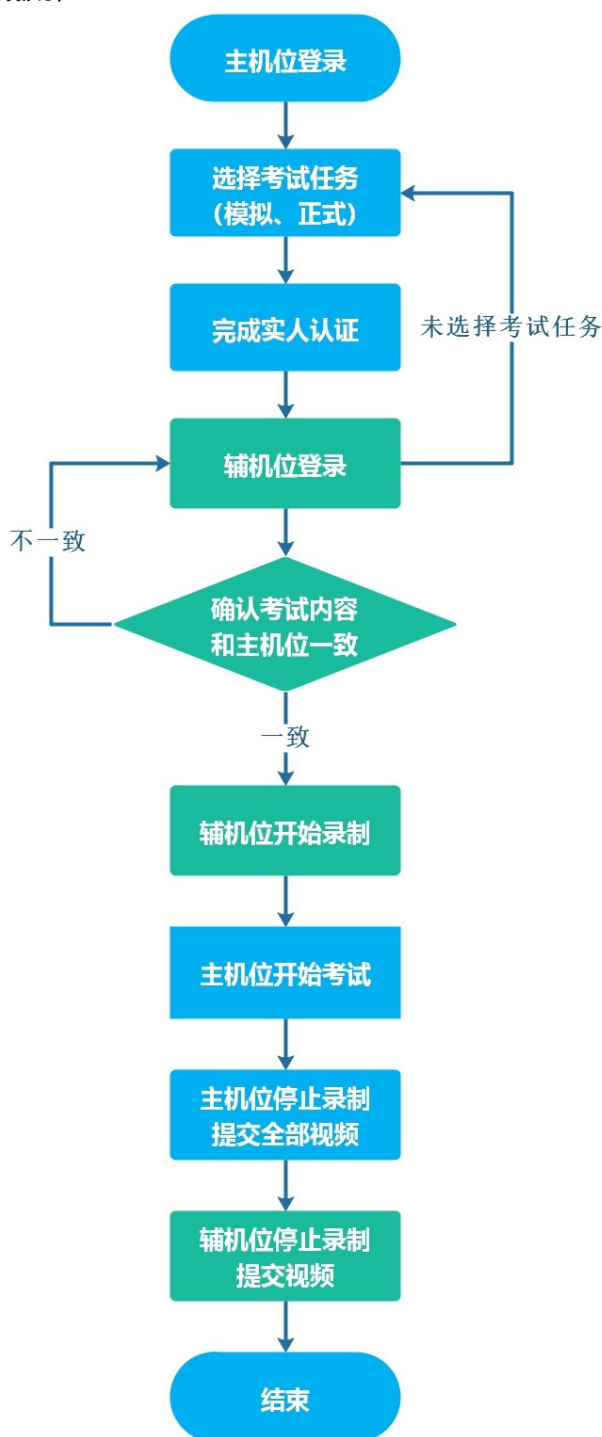 主机位登录
选择考试任务
（模拟、正式）
完成实人认证
未选择考试任务
辅机位登录
不一致
确认考试内容
和主机位一致
一致
辅机位开始录制
主机位开始考试
主机位停止录制
提交全部视频
辅机位停止录制
提交视频
结束